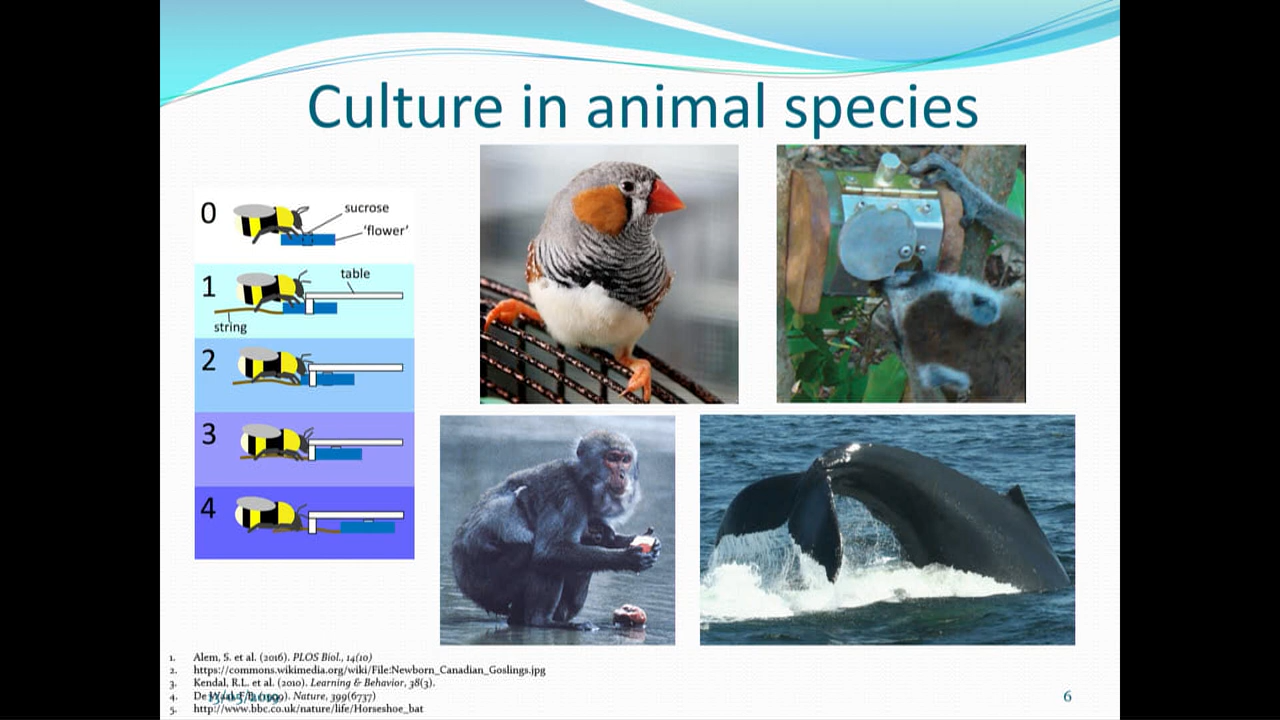 Culture in animal species
0
sucrose
'flower'
1
table
string
2
3
4
1. Alem, S. et al. (2016). PLOS Biol., 14(10)
2. https://commons.wikimedia.org/wiki/File:Newborn_Canadian_Goslings.jpg
3. Kendal, R.L. et al. (2010). Learning & Behavior, 38(3).
4. De Waal, F.B. (1999). Nature, 399(6737)
5. http://www.bbc.co.uk/nature/life/Horseshoe_bat
6